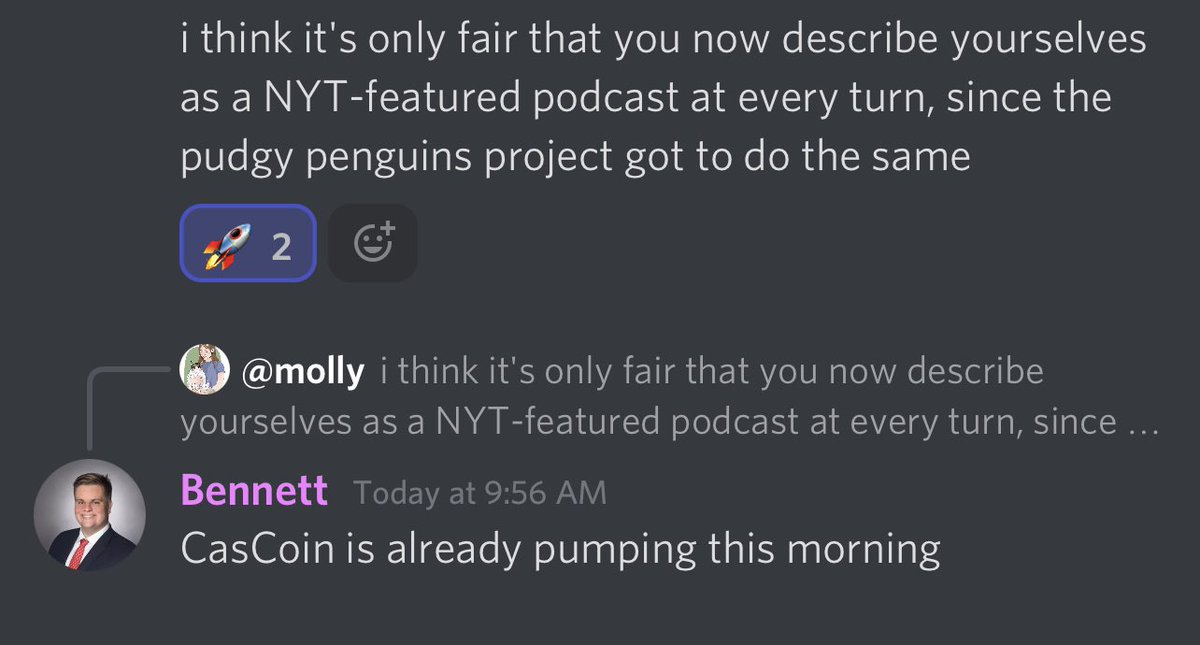 i think it's only fair that you now describe yourselves
as a NYT-featured podcast at every turn, since the
pudgy penguins project got to do the same
2
@molly i think it's only fair that you now describe
yourselves as a NYT-featured podcast at every turn, since ...
Bennett Today at 9:56 AM
CasCoin is already pumping this morning